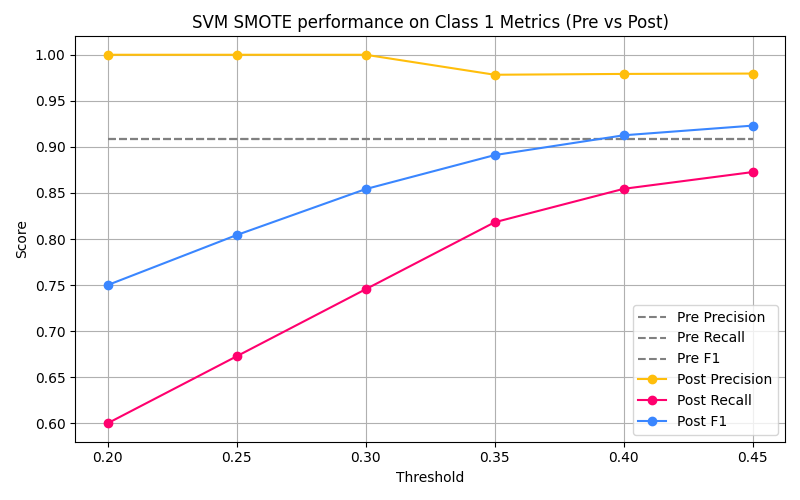 SVM SMOTE performance on Class 1 Metrics (Pre vs Post)
1.00
0.95
0.90
0.85
0.80
0.75
0.70
0.65
0.60
Score
Pre Precision
Pre Recall
Pre F1
Post Precision
Post Recall
Post F1
0.20 0.25 0.30 0.35 0.40 0.45
Threshold